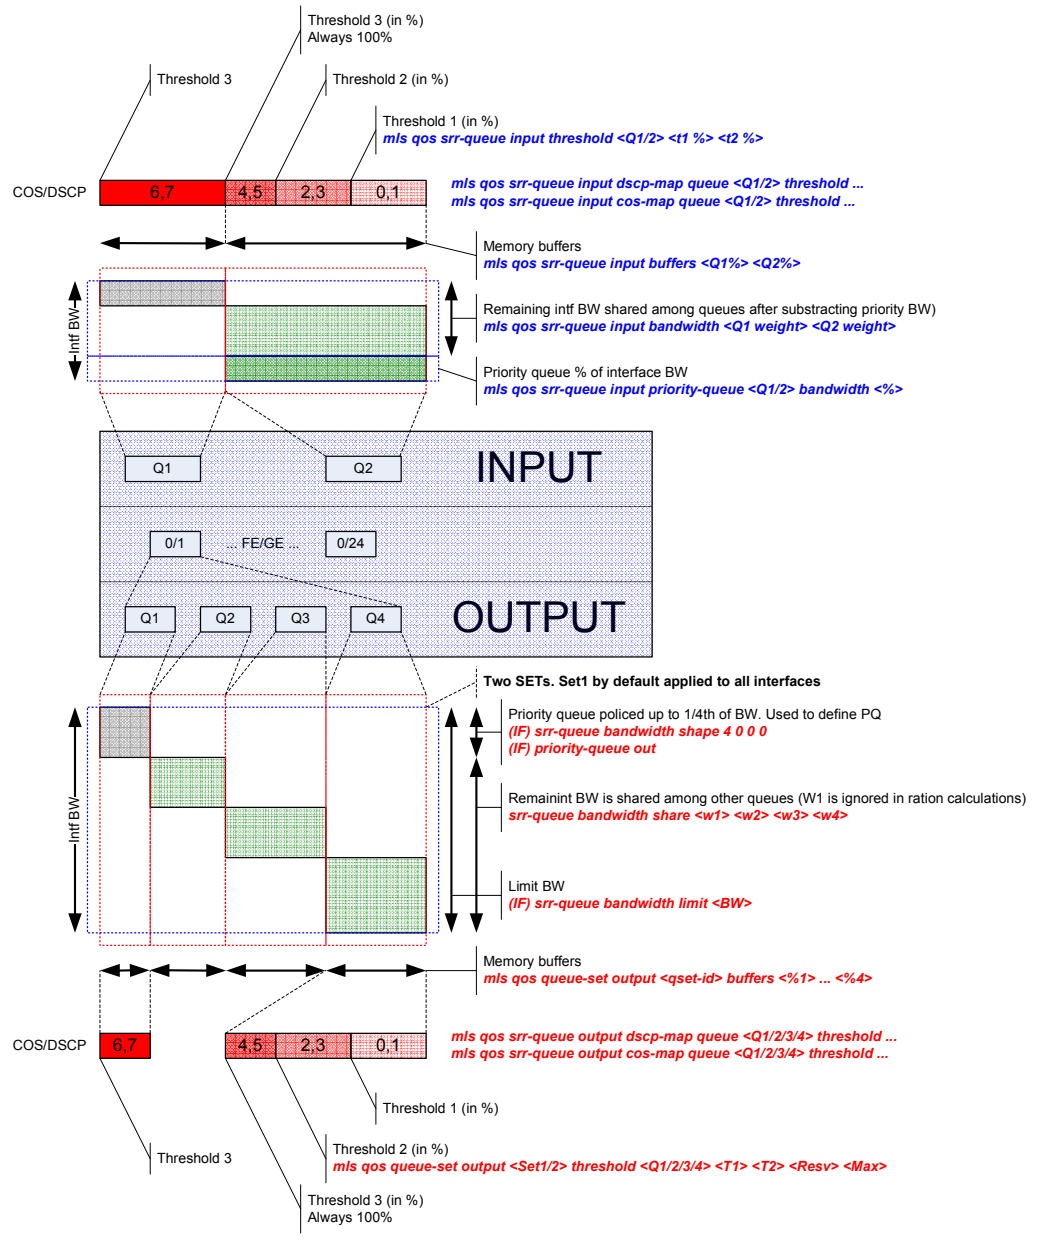 Threshold 3 (in %)
Always 100%
Threshold 3
Threshold 2 (in %)
Threshold 1 (in %)
mls qos srr-queue input threshold <Q1/2> <t1 %> <t2 %>
COS/DSCP
6,7
4,5
2,3
0,1
mls qos srr-queue input dscp-map queue <Q1/2> threshold ...
mls qos srr-queue input cos-map queue <Q1/2> threshold ...
Memory buffers
mls qos srr-queue input buffers <Q1%> <Q2%>
Intf BW
Remaining intf BW shared among queues after substracting priority BW)
mls qos srr-queue input bandwidth <Q1 weight> <Q2 weight>
Priority queue % of interface BW
mls qos srr-queue input priority-queue <Q1/2> bandwidth <%>
Q1
Q2
INPUT
0/1
... FE/GE ...
0/24
Q1
Q2
Q3
Q4
OUTPUT
Two SETs. Set1 by default applied to all interfaces
Priority queue policed up to 1/4th of BW. Used to define PQ
(IF) srr-queue bandwidth shape 4 0 0 0
(IF) priority-queue out
Intf BW
Remainint BW is shared among other queues (W1 is ignored in ration calculations)
srr-queue bandwidth share <w1> <w2> <w3> <w4>
Limit BW
(IF) srr-queue bandwidth limit <BW>
Memory buffers
mls qos queue-set output <qset-id> buffers <%1> ... <%4>
COS/DSCP
6,7
4,5
2,3
0,1
mls qos srr-queue output dscp-map queue <Q1/2/3/4> threshold ...
mls qos srr-queue output cos-map queue <Q1/2/3/4> threshold ...
Threshold 1 (in %)
Threshold 3
Threshold 2 (in %)
mls qos queue-set output <Set1/2> threshold <Q1/2/3/4> <T1> <T2> <Resv> <Max>
Threshold 3 (in %)
Always 100%